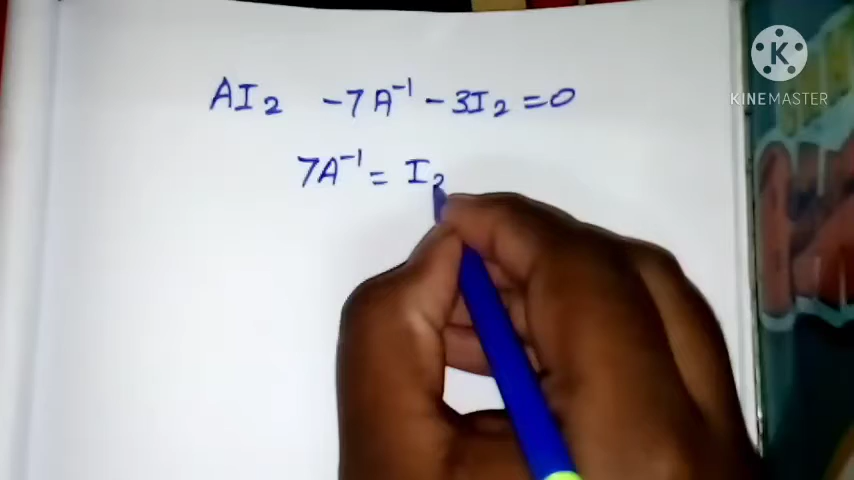 AI₂ -7A⁻¹ - 3I₂ = 0
7A⁻¹ = I₂
K
KINEMASTER